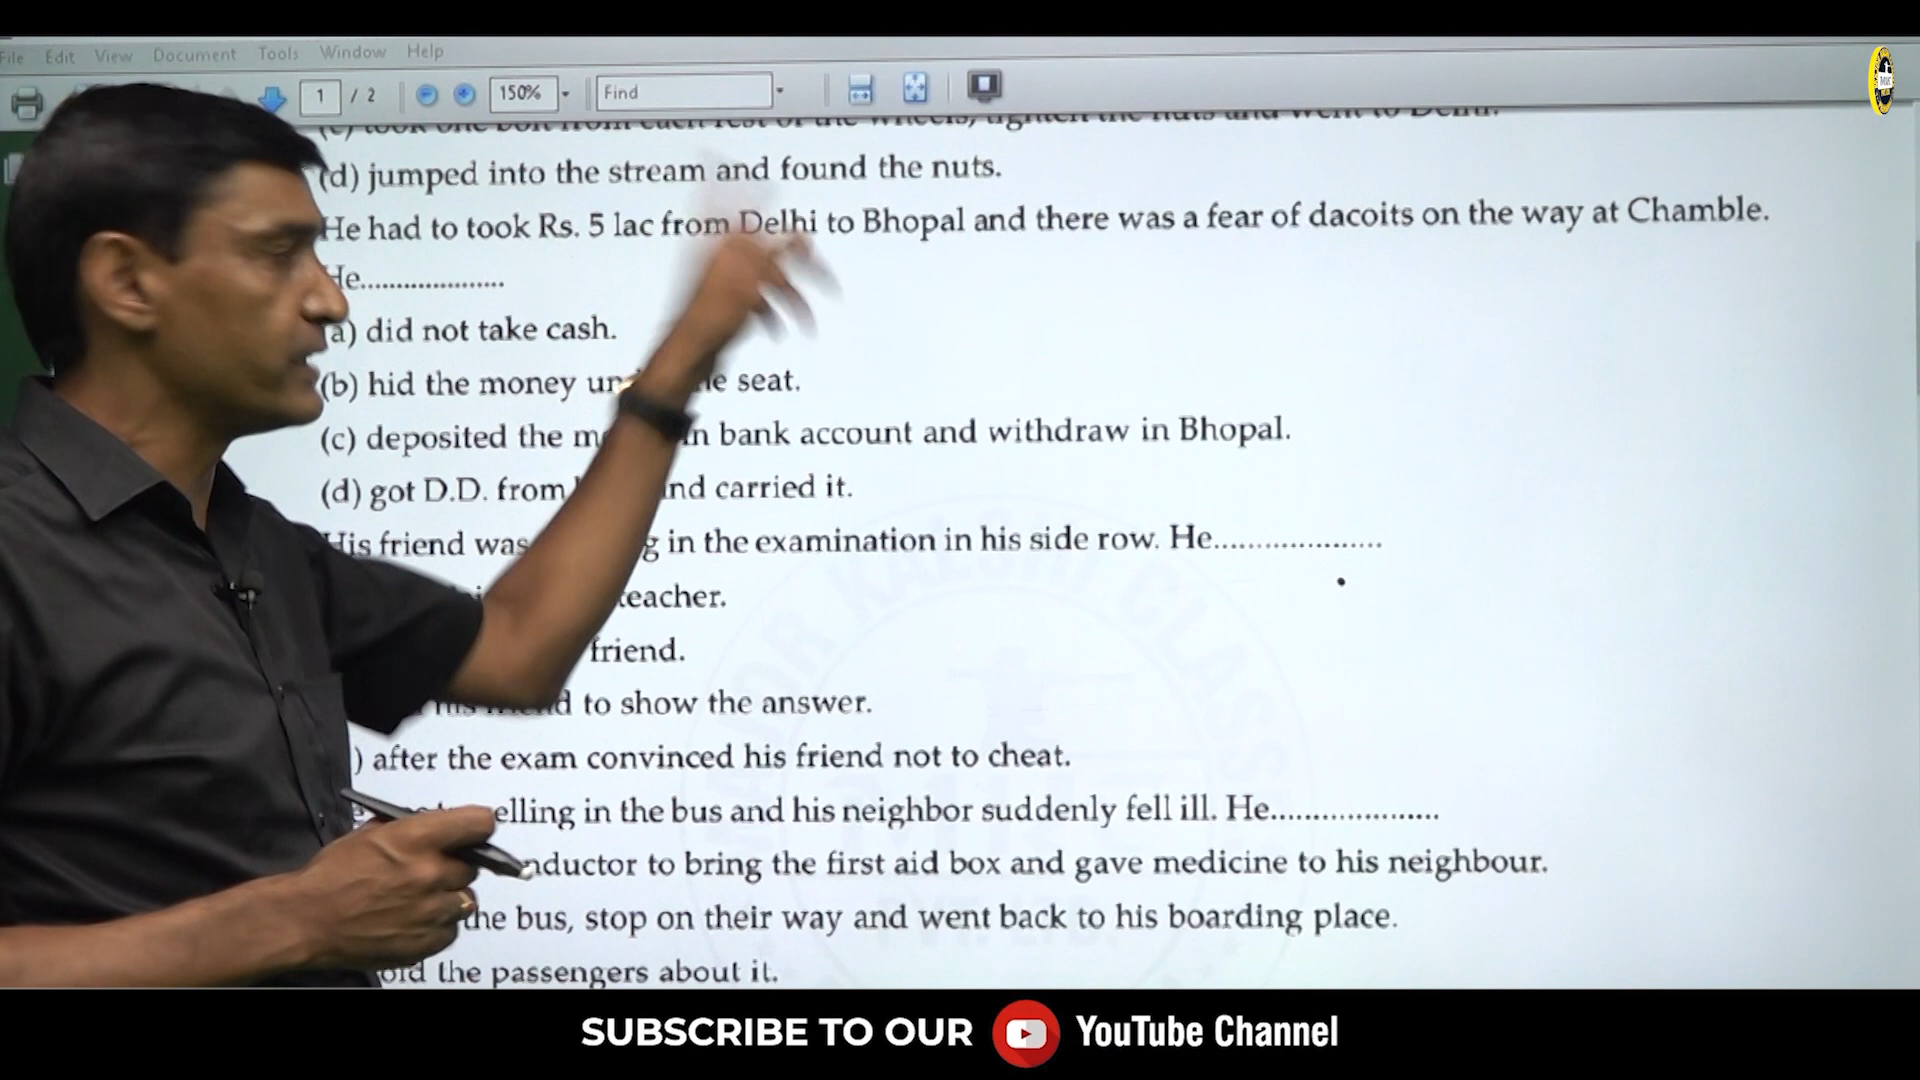 File Edit View Document Tools Window Help
1 / 2 150% Find
(d) jumped into the stream and found the nuts.
He had to took Rs. 5 lac from Delhi to Bhopal and there was a fear of dacoits on the way at Chamble.
He....................
a) did not take cash.
(b) hid the money seat.
(c) deposited the in bank account and withdraw in Bhopal.
(d) got D.D. from and carried it.
His friend was in the examination in his side row. He....................
teacher.
friend.
to show the answer.
) after the exam convinced his friend not to cheat.
in the bus and his neighbor suddenly fell ill. He....................
to bring the first aid box and gave medicine to his neighbour.
the bus, stop on their way and went back to his boarding place.
the passengers about it.
SUBSCRIBE TO OUR YouTube Channel